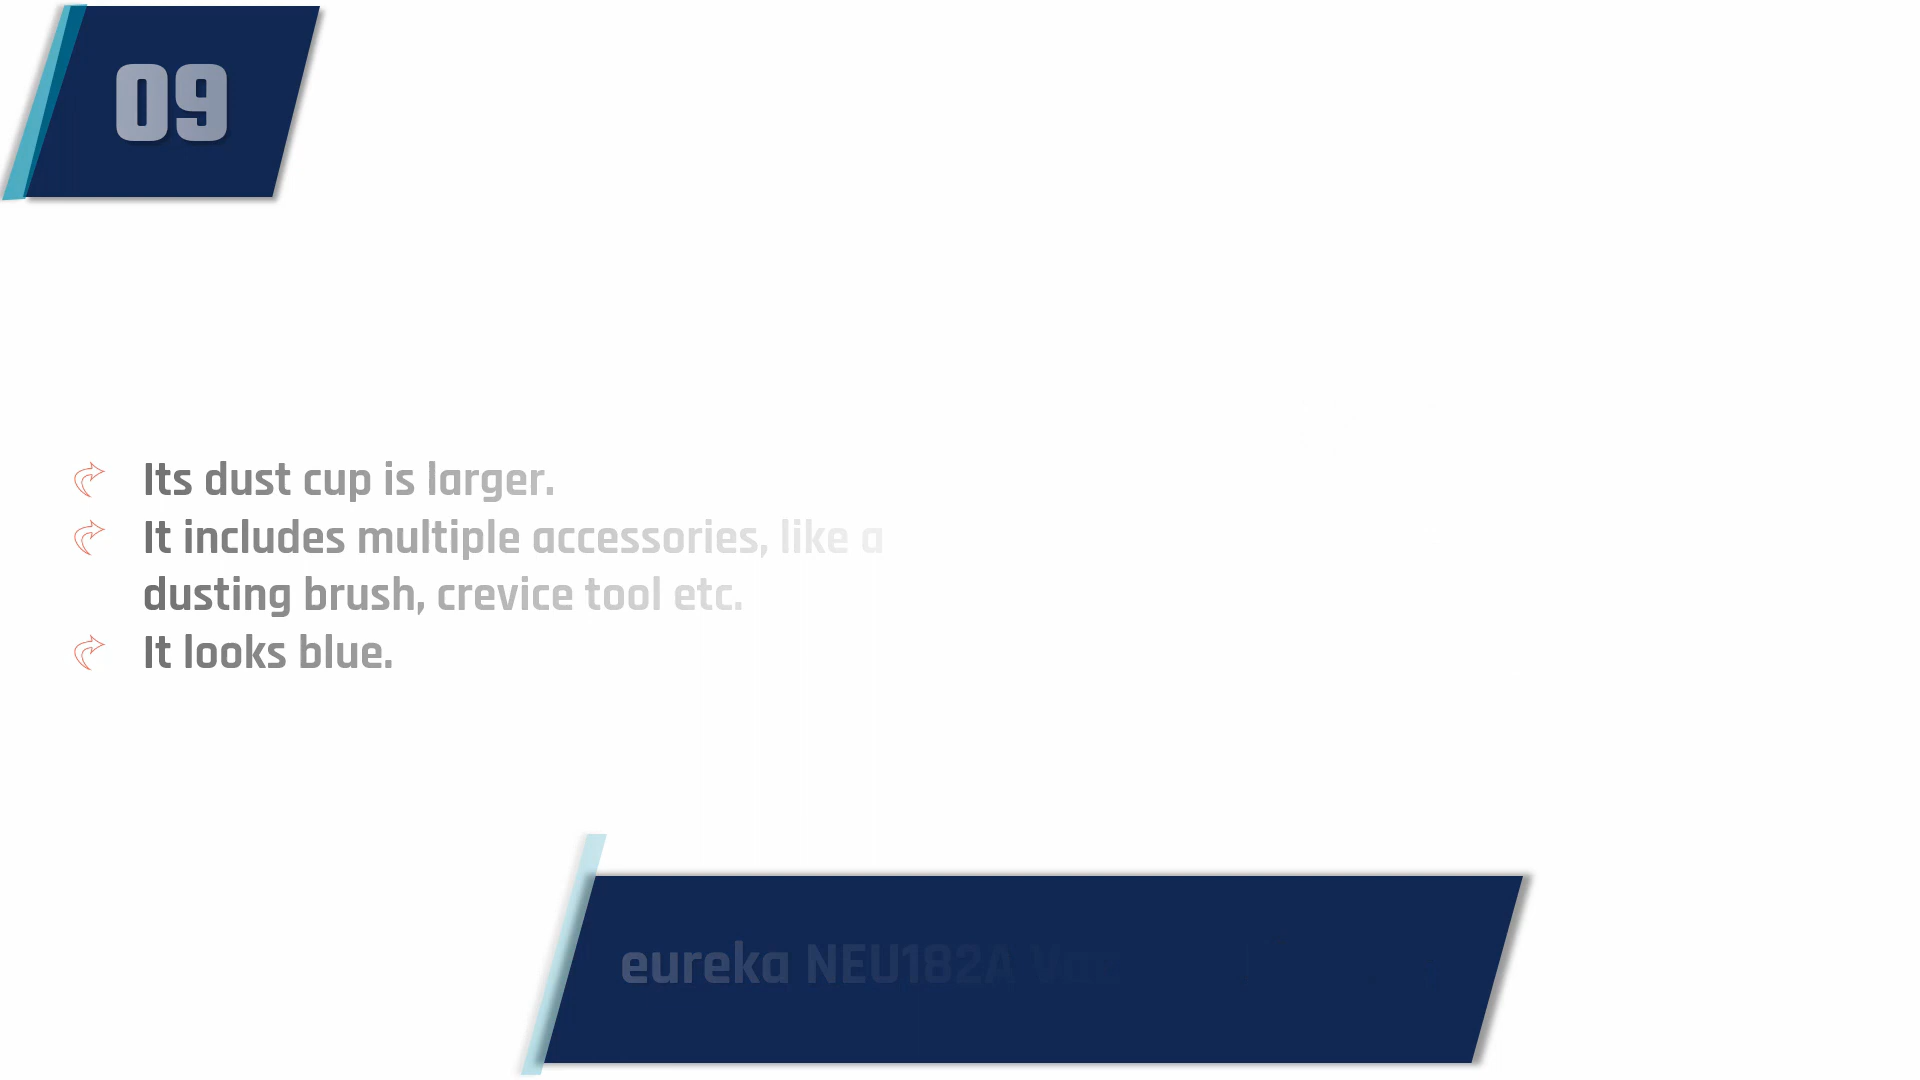 09
Its dust cup is larger.
It includes multiple accessories, like a
dusting brush, crevice tool etc.
It looks blue.
eureka NEU182A